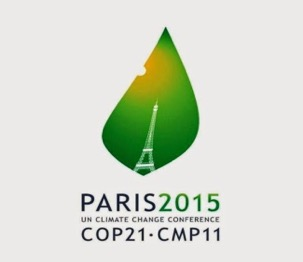 PARIS2015
UN CLIMATE CHANGE CONFERENCE
COP21·CMP11